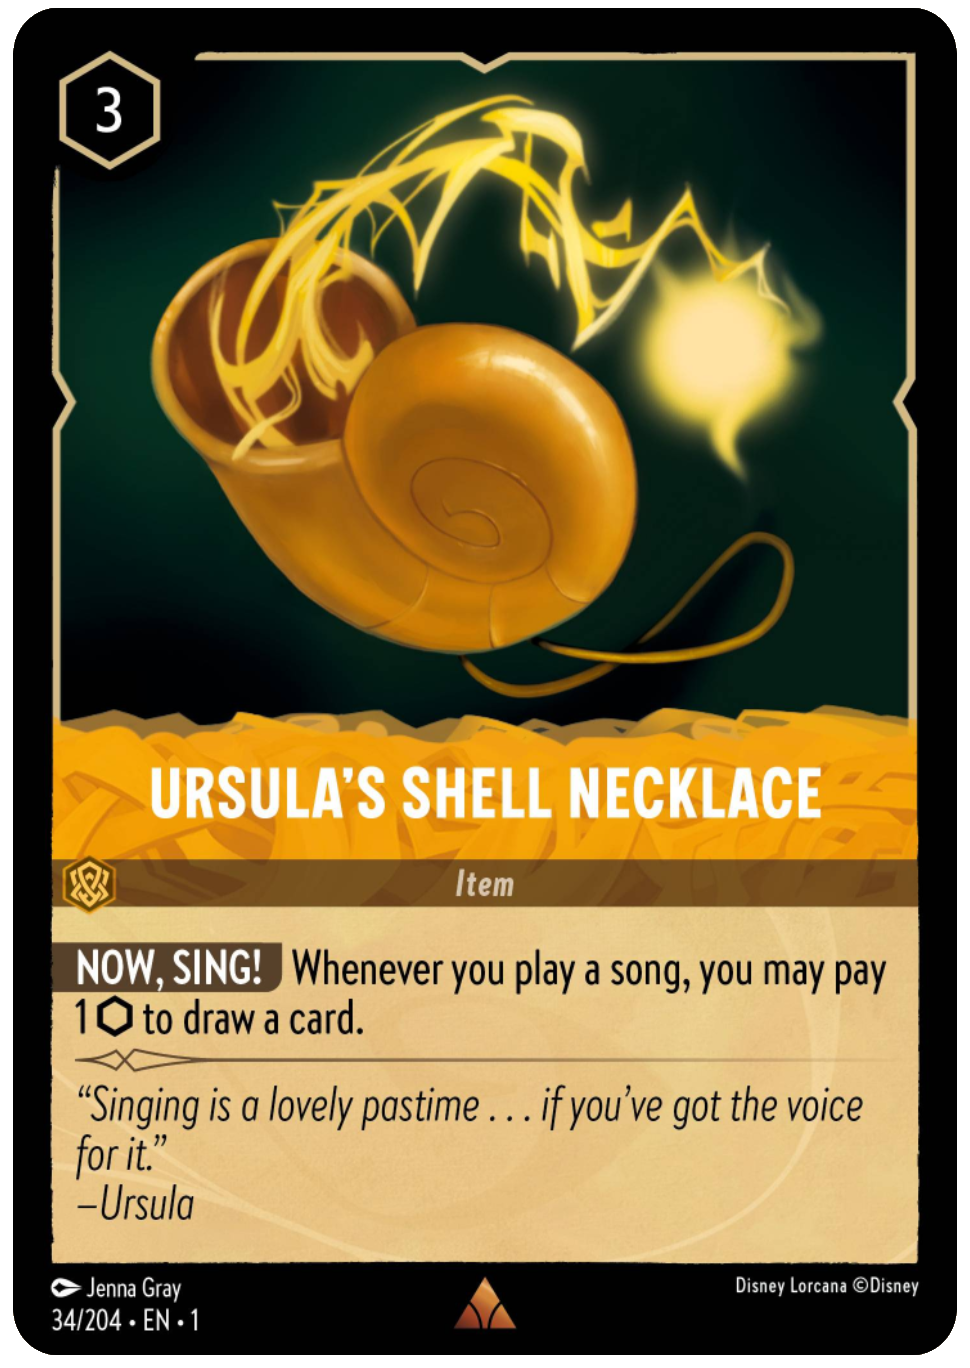 3
URSULA’S SHELL NECKLACE
Item
NOW, SING! Whenever you play a song, you may pay
1 ⬡ to draw a card.
“Singing is a lovely pastime . . . if you’ve got the voice
for it.”
–Ursula
Jenna Gray
Disney Lorcana ©Disney
34/204 • EN • 1